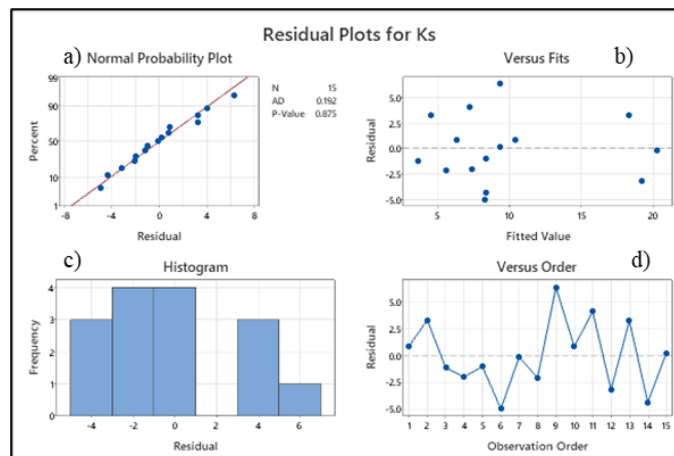 Residual Plots for Ks
a)
Normal Probability Plot
99
90
50
10
1
Percent
-8 -4 0 4 8
Residual
N 15
AD 0.192
P-Value 0.875
b)
Versus Fits
5.0
2.5
0.0
-2.5
-5.0
Residual
5 10 15 20
Fitted Value
c)
Histogram
4
3
2
1
0
Frequency
-4 -2 0 2 4 6
Residual
d)
Versus Order
5.0
2.5
0.0
-2.5
-5.0
Residual
1 2 3 4 5 6 7 8 9 10 11 12 13 14 15
Observation Order